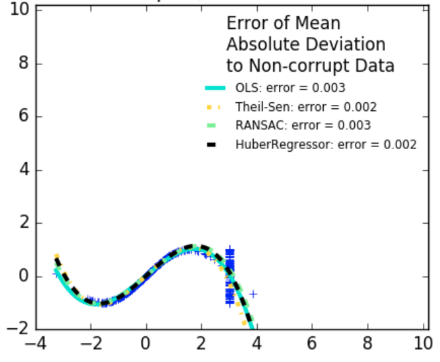 Error of Mean
Absolute Deviation
to Non-corrupt Data
OLS: error = 0.003
Theil-Sen: error = 0.002
RANSAC: error = 0.003
HuberRegressor: error = 0.002
10
8
6
4
2
0
−2
−4 −2 0 2 4 6 8 10